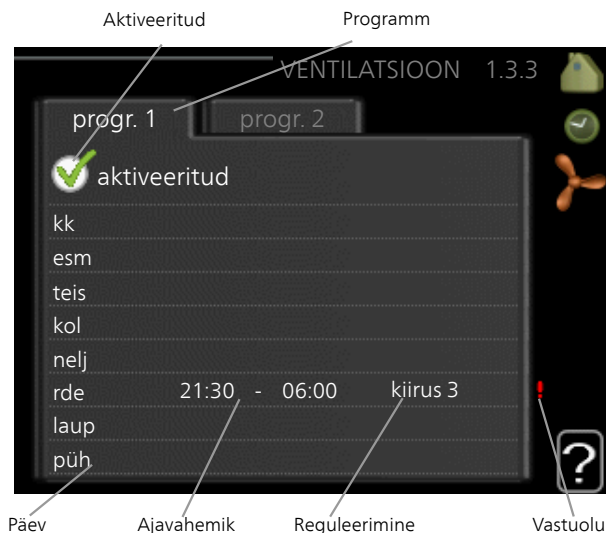 Aktiveeritud Programm
VENTILATSIOON 1.3.3
progr. 1 progr. 2
aktiveeritud
kk
esm
teis
kol
nelj
rde 21:30 - 06:00 kiirus 3 !
laup
püh
?
Päev Ajavahemik Reguleerimine Vastuolu